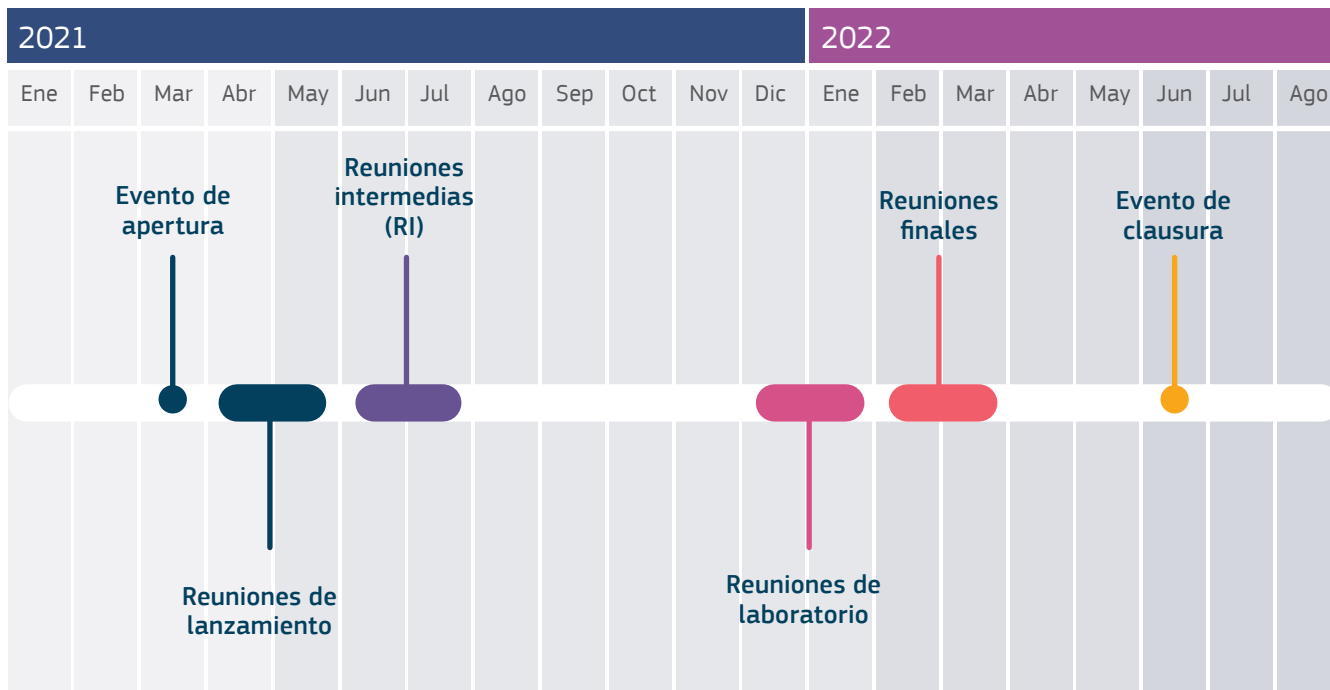 2021 2022
Ene Feb Mar Abr May Jun Jul Ago Sep Oct Nov Dic Ene Feb Mar Abr May Jun Jul Ago
Evento de
apertura
Reuniones
intermedias
(RI)
Reuniones
finales
Evento de
clausura
Reuniones de
lanzamiento
Reuniones de
laboratorio